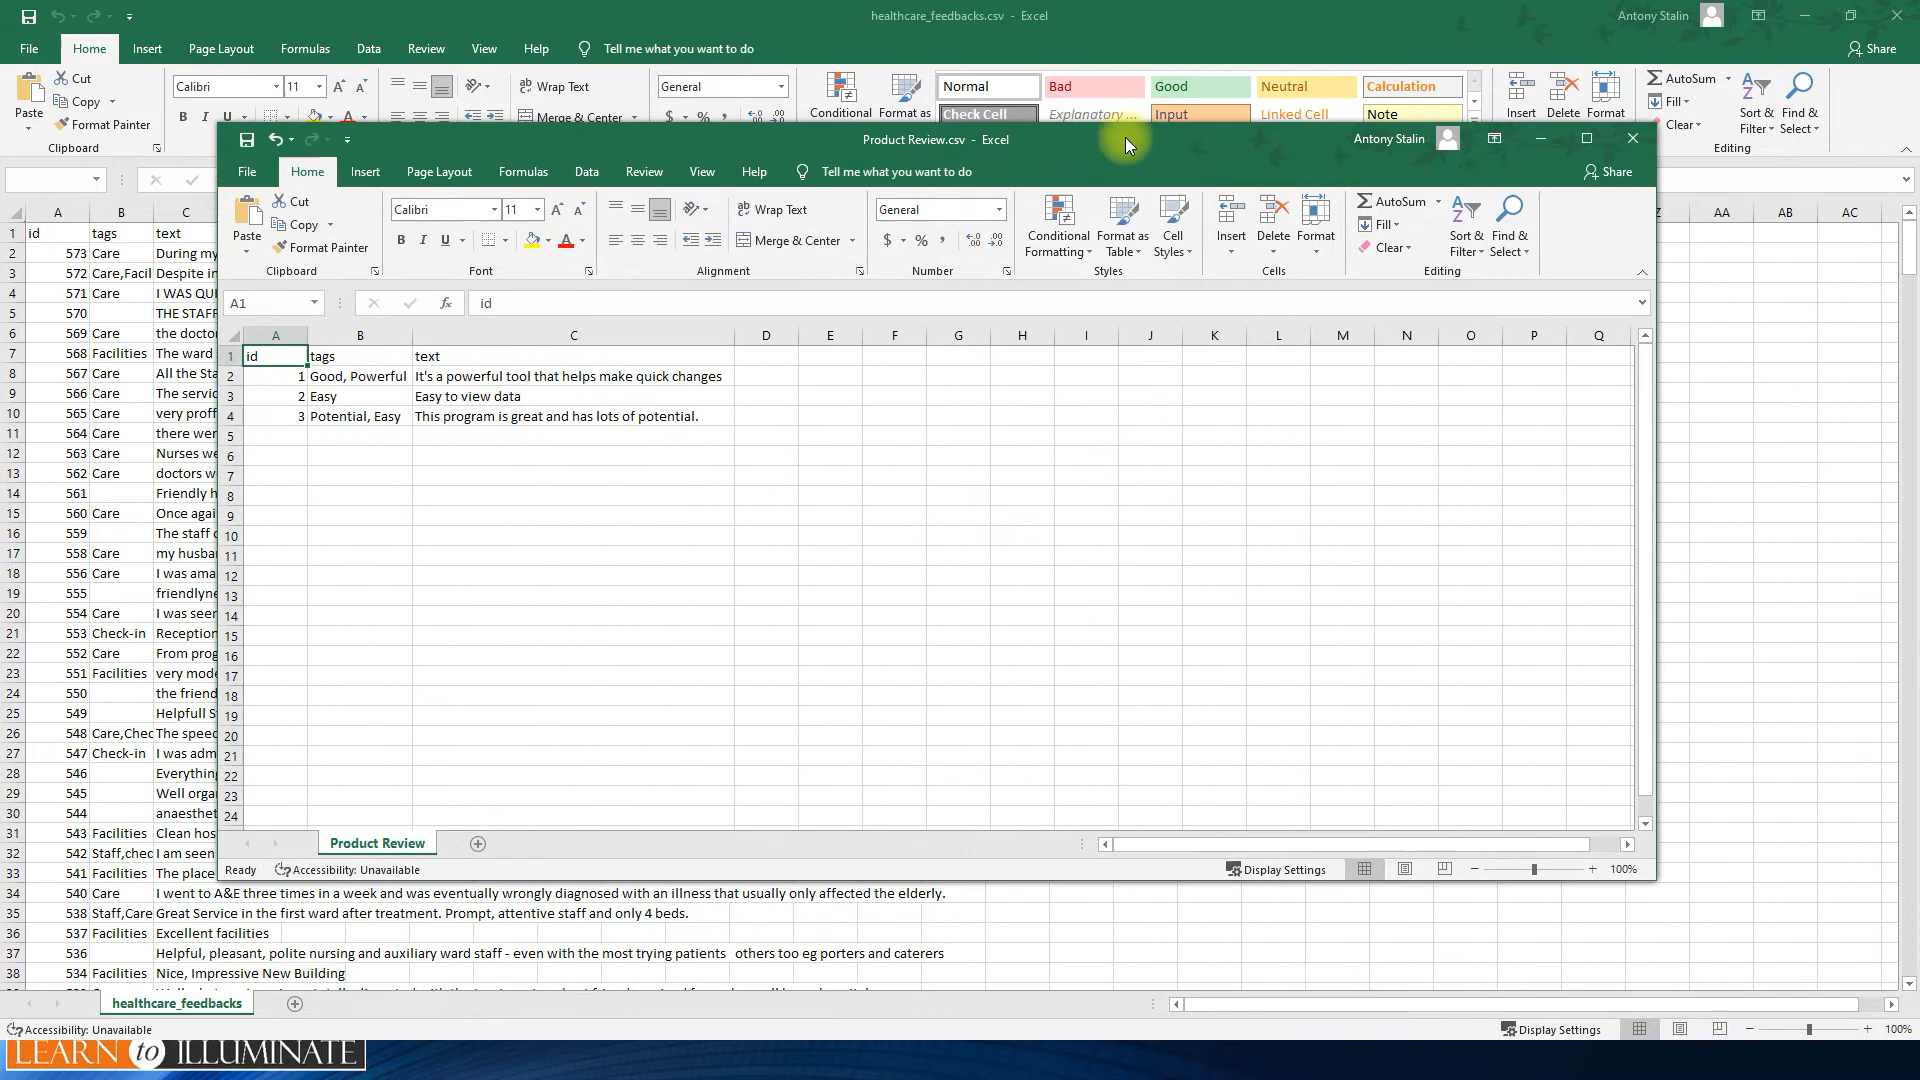 healthcare_feedbacks.csv - Excel
Antony Stalin
File Home Insert Page Layout Formulas Data Review View Help Tell me what you want to do Share
Paste Cut Copy Format Painter Clipboard
Calibri 11 B I U
Wrap Text Merge & Center
General
Conditional Format as
Normal Bad Good Neutral Calculation
Check Cell Explanatory ... Input Linked Cell Note
Insert Delete Format
AutoSum Fill Clear Sort & Filter Find & Select Editing
Product Review.csv - Excel
Antony Stalin
File Home Insert Page Layout Formulas Data Review View Help Tell me what you want to do Share
Paste Cut Copy Format Painter Clipboard
Calibri 11 B I U Font
Wrap Text Merge & Center Alignment
General $ % , Number
Conditional Formatting Format as Table Cell Styles Styles
Insert Delete Format Cells
AutoSum Fill Clear Sort & Filter Find & Select Editing
A1 fx id
A B C D E F G H I J K L M N O P Q
1 id tags text
2 1 Good, Powerful It's a powerful tool that helps make quick changes
3 2 Easy Easy to view data
4 3 Potential, Easy This program is great and has lots of potential.
5
6
7
8
9
10
11
12
13
14
15
16
17
18
19
20
21
22
23
24
Product Review
Ready Accessibility: Unavailable Display Settings 100%
A B C Z AA AB AC
1 id tags text
2 573 Care During my
3 572 Care,Facil Despite in
4 571 Care I WAS QUI
5 570 THE STAFF
6 569 Care the doctor
7 568 Facilities The ward
8 567 Care All the Sta
9 566 Care The servic
10 565 Care very proff
11 564 Care there wer
12 563 Care Nurses we
13 562 Care doctors w
14 561 Friendly h
15 560 Care Once agai
16 559 The staff
17 558 Care my husba
18 556 Care I was ama
19 555 friendlyne
20 554 Care I was seen
21 553 Check-in Reception
22 552 Care From prog
23 551 Facilities very mode
24 550 the friend
25 549 Helpfull S
26 548 Care,Chec The speed
27 547 Check-in I was adm
28 546 Everything
29 545 Well orga
30 544 anaesthet
31 543 Facilities Clean hos
32 542 Staff,chec I am seen
33 541 Facilities The place
34 540 Care I went to A&E three times in a week and was eventually wrongly diagnosed with an illness that usually only affected the elderly.
35 538 Staff,Care Great Service in the first ward after treatment. Prompt, attentive staff and only 4 beds.
36 537 Facilities Excellent facilities
37 536 Helpful, pleasant, polite nursing and auxiliary ward staff - even with the most trying patients others too eg porters and caterers
38 534 Facilities Nice, Impressive New Building
healthcare_feedbacks
Accessibility: Unavailable Display Settings 100%
LEARN to ILLUMINATE